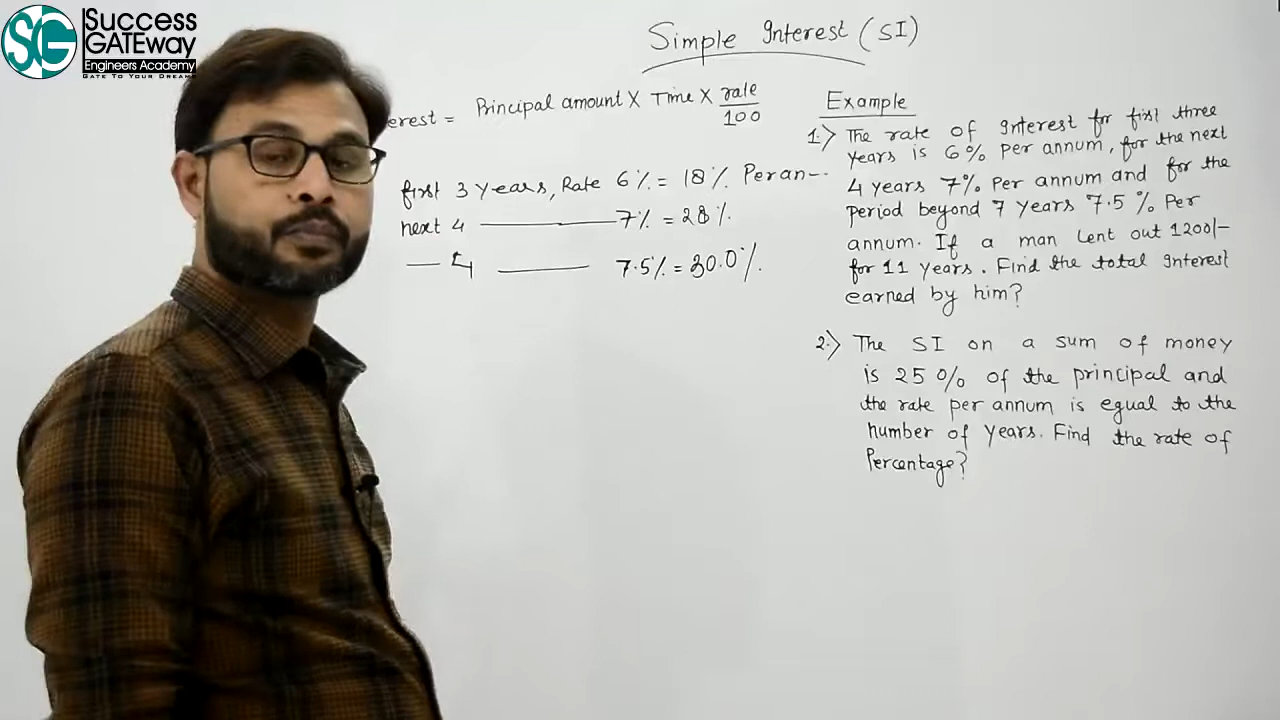 Success
GATEway
Engineers Academy
GATE TO YOUR DREAMS
SG
Simple Interest (SI)
erest = Principal amount X Time X rate
100
first 3 years, Rate 6% = 18% Per an-..
next 4 ——— 7% = 28%.
— 4 ——— 7.5% = 30.0%.
Example
1.) The rate of Interest for first three
years is 6% per annum, for the next
4 years 7% Per annum and for the
period beyond 7 years 7.5% Per
annum. If a man lent out 1200/-
for 11 years. Find the total Interest
earned by him?
2.) The SI on a sum of money
is 25% of the principal and
the rate per annum is equal to the
number of years. Find the rate of
Percentage?